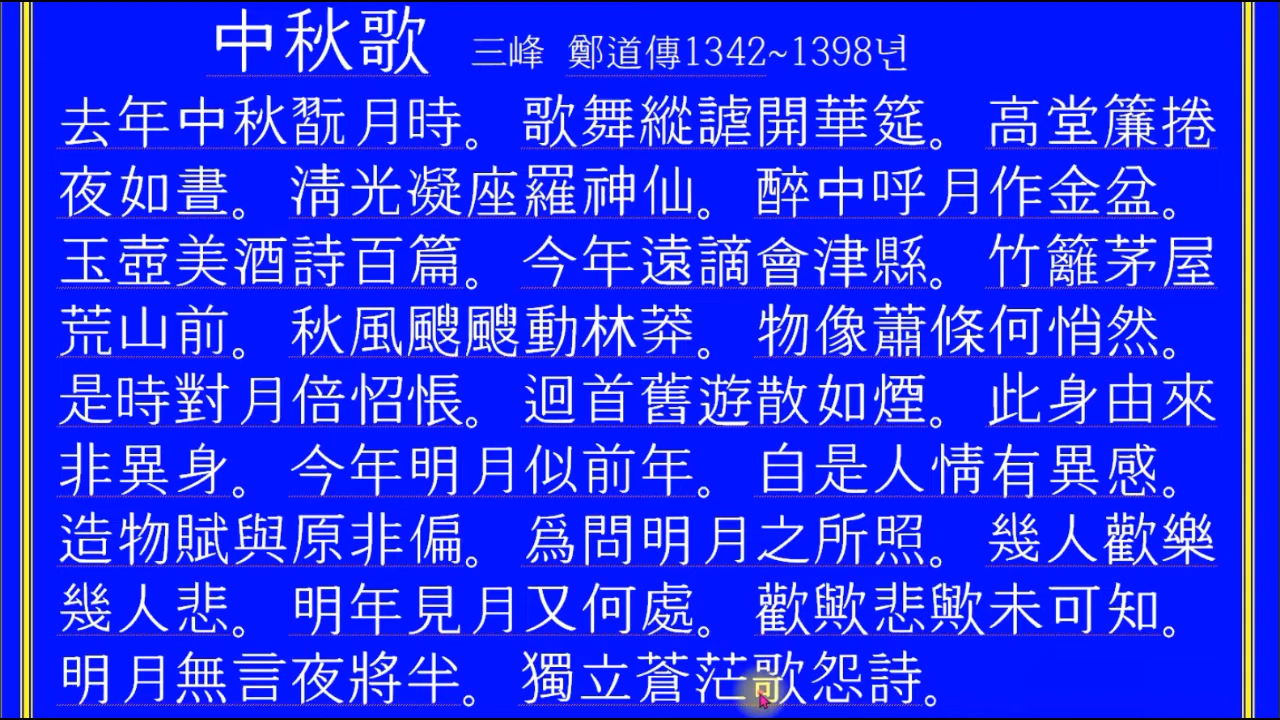 中秋歌 三峰 鄭道傳1342~1398년
去年中秋翫月時。 歌舞縱謔開華筵。 高堂簾捲
夜如晝。 淸光凝座羅神仙。 醉中呼月作金盆。
玉壺美酒詩百篇。 今年遠謫會津縣。 竹籬茅屋
荒山前。 秋風颼颼動林莽。 物像蕭條何悄然。
是時對月倍怊悵。 迴首舊遊散如煙。 此身由來
非異身。 今年明月似前年。 自是人情有異感。
造物賦與原非偏。 爲問明月之所照。 幾人歡樂
幾人悲。 明年見月又何處。 歡歟悲歟未可知。
明月無言夜將半。 獨立蒼茫歌怨詩。